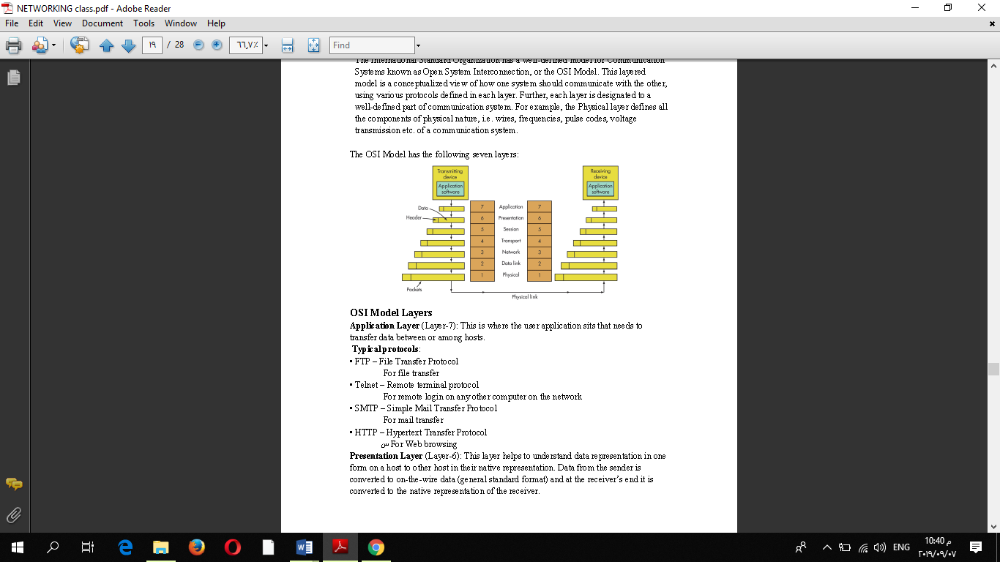 NETWORKING class.pdf - Adobe Reader
File Edit View Document Tools Window Help
١٩ / 28 ٦٦,٧٪ Find
The International Standard Organization has a well-defined model for Communication
Systems known as Open System Interconnection, or the OSI Model. This layered
model is a conceptualized view of how one system should communicate with the other,
using various protocols defined in each layer. Further, each layer is designated to a
well-defined part of communication system. For example, the Physical layer defines all
the components of physical nature, i.e. wires, frequencies, pulse codes, voltage
transmission etc. of a communication system.
The OSI Model has the following seven layers:
Transmitting device
Application software
Receiving device
Application software
Data
Header
7 Application 7
6 Presentation 6
5 Session 5
4 Transport 4
3 Network 3
2 Data link 2
1 Physical 1
Packets
Physical link
OSI Model Layers
Application Layer (Layer-7): This is where the user application sits that needs to
transfer data between or among hosts.
Typical protocols:
• FTP – File Transfer Protocol
For file transfer
• Telnet – Remote terminal protocol
For remote login on any other computer on the network
• SMTP – Simple Mail Transfer Protocol
For mail transfer
• HTTP – Hypertext Transfer Protocol
س For Web browsing
Presentation Layer (Layer-6): This layer helps to understand data representation in one
form on a host to other host in their native representation. Data from the sender is
converted to on-the-wire data (general standard format) and at the receiver's end it is
converted to the native representation of the receiver.
ENG
10:40 م
٢٠١٩/٠٩/٠٧